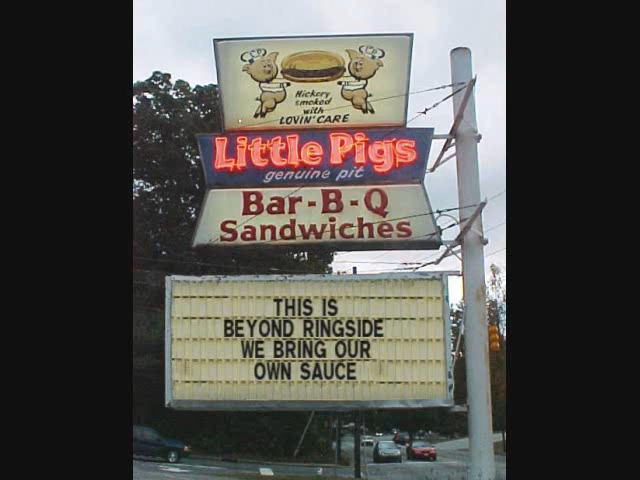 Hickory
smoked
with
LOVIN' CARE
Little Pigs
genuine pit
Bar-B-Q
Sandwiches
THIS IS
BEYOND RINGSIDE
WE BRING OUR
OWN SAUCE